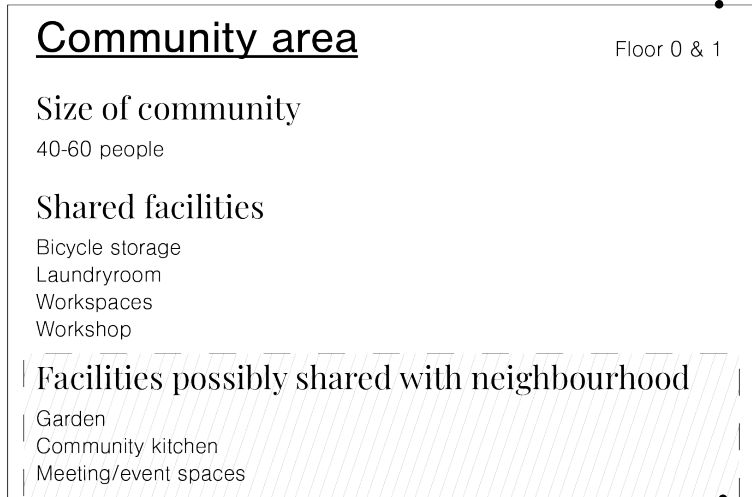 Community area
Floor 0 & 1
Size of community
40-60 people
Shared facilities
Bicycle storage
Laundryroom
Workspaces
Workshop
Facilities possibly shared with neighbourhood
Garden
Community kitchen
Meeting/event spaces